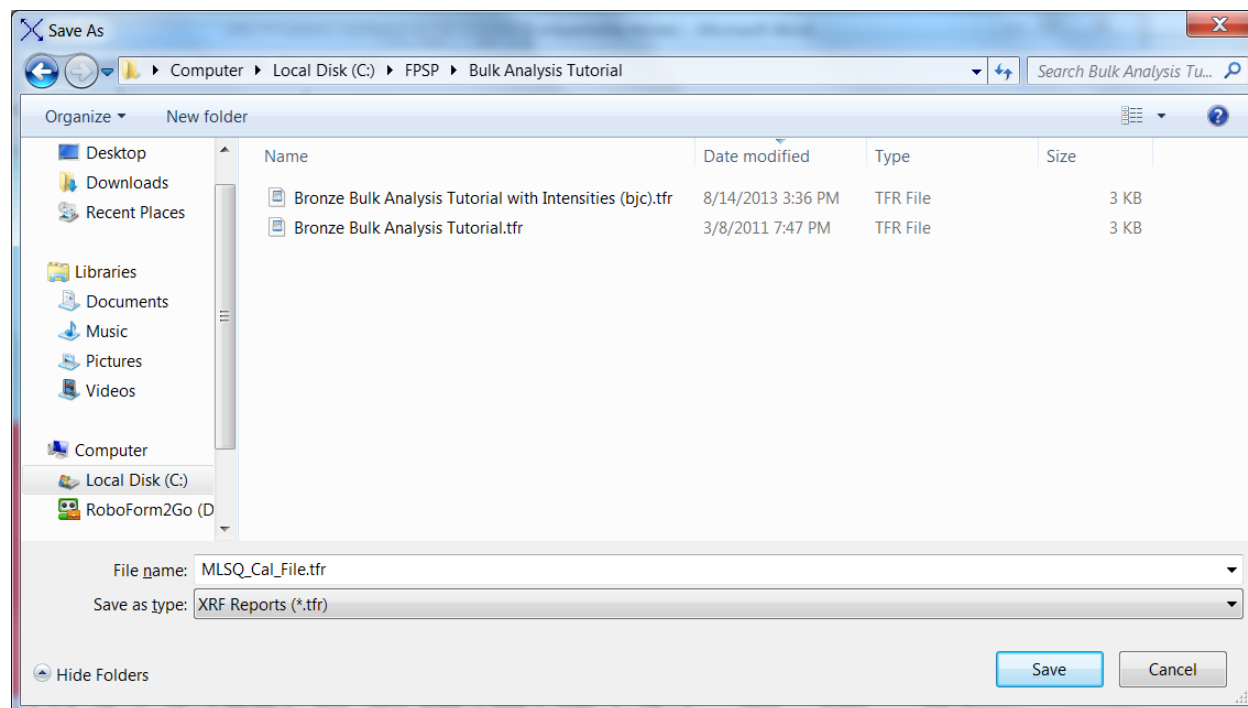 Save As
Computer ▸ Local Disk (C:) ▸ FPSP ▸ Bulk Analysis Tutorial
Search Bulk Analysis Tu...
Organize
New folder
Desktop
Downloads
Recent Places
Libraries
Documents
Music
Pictures
Videos
Computer
Local Disk (C:)
RoboForm2Go (D
Name Date modified Type Size
Bronze Bulk Analysis Tutorial with Intensities (bjc).tfr 8/14/2013 3:36 PM TFR File 3 KB
Bronze Bulk Analysis Tutorial.tfr 3/8/2011 7:47 PM TFR File 3 KB
File name: MLSQ_Cal_File.tfr
Save as type: XRF Reports (*.tfr)
Hide Folders
Save
Cancel